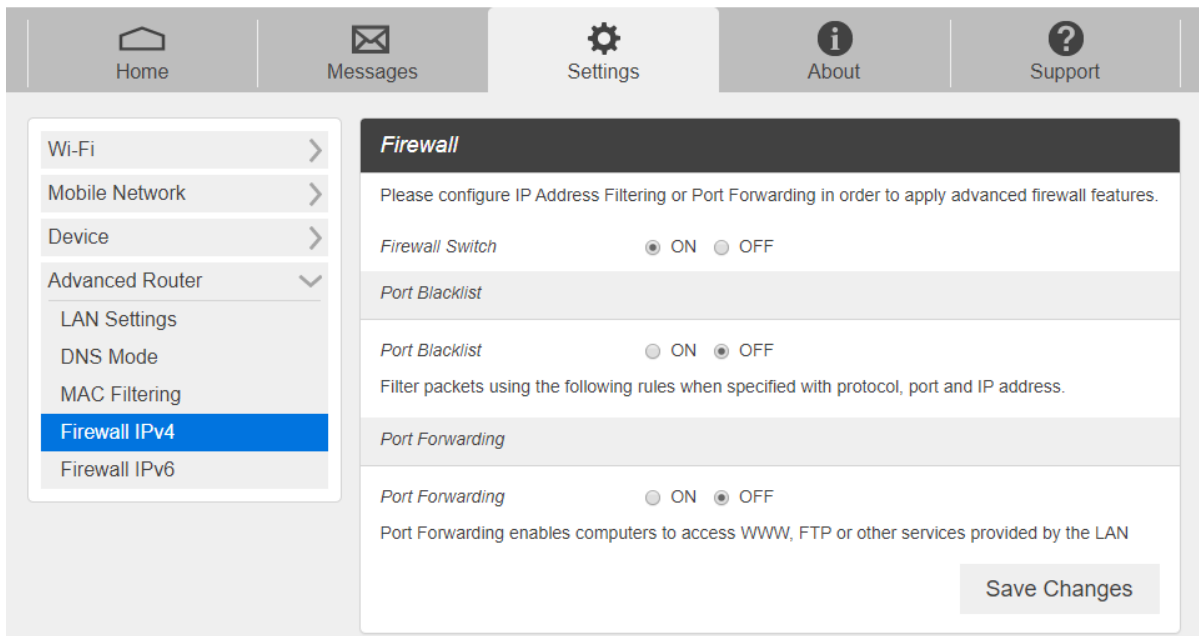 Home
Messages
Settings
About
Support
Wi-Fi
Mobile Network
Device
Advanced Router
LAN Settings
DNS Mode
MAC Filtering
Firewall IPv4
Firewall IPv6
Firewall
Please configure IP Address Filtering or Port Forwarding in order to apply advanced firewall features.
Firewall Switch ON OFF
Port Blacklist
Port Blacklist ON OFF
Filter packets using the following rules when specified with protocol, port and IP address.
Port Forwarding
Port Forwarding ON OFF
Port Forwarding enables computers to access WWW, FTP or other services provided by the LAN
Save Changes